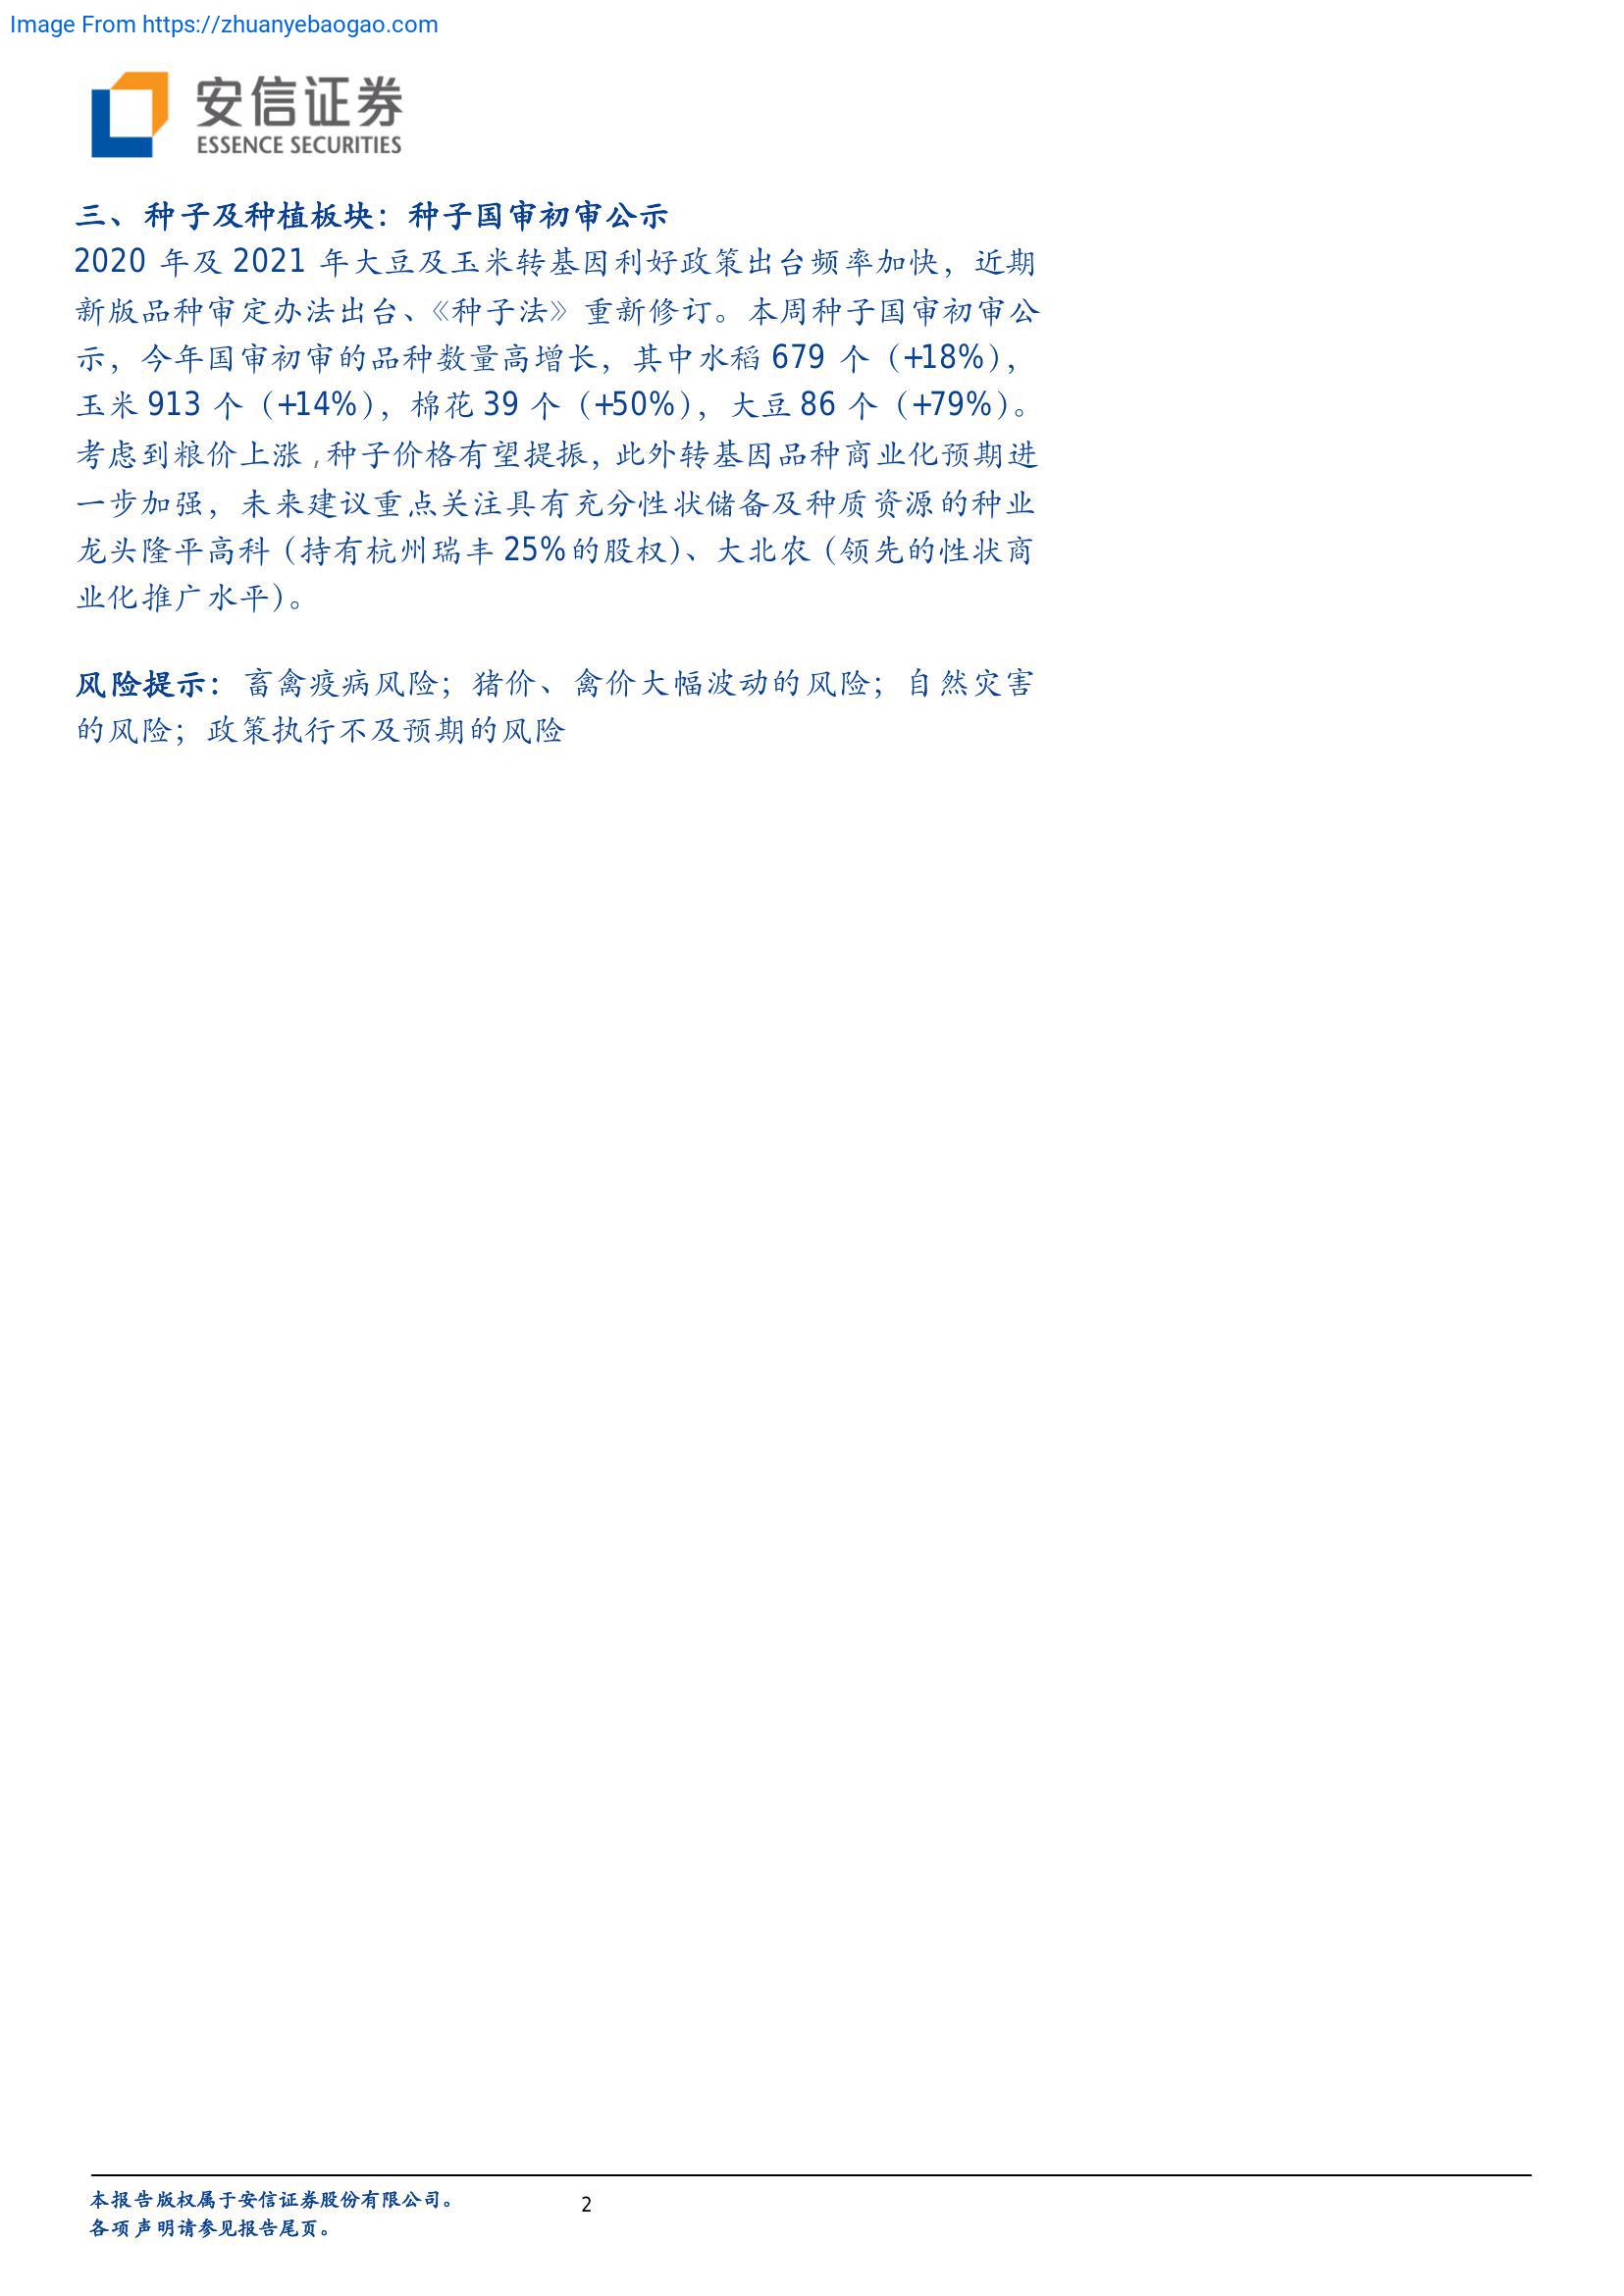 Image From https://zhuanyebaogao.com
安信证券
ESSENCE SECURITIES
三、种子及种植板块：种子国审初审公示
2020 年及 2021 年大豆及玉米转基因利好政策出台频率加快，近期
新版品种审定办法出台、《种子法》重新修订。本周种子国审初审公
示，今年国审初审的品种数量高增长，其中水稻 679 个（+18%），
玉米 913 个（+14%），棉花 39 个（+50%），大豆 86 个（+79%）。
考虑到粮价上涨,种子价格有望提振，此外转基因品种商业化预期进
一步加强，未来建议重点关注具有充分性状储备及种质资源的种业
龙头隆平高科（持有杭州瑞丰 25%的股权）、大北农（领先的性状商
业化推广水平）。
风险提示：畜禽疫病风险；猪价、禽价大幅波动的风险；自然灾害
的风险；政策执行不及预期的风险
本报告版权属于安信证券股份有限公司。
2
各项声明请参见报告尾页。